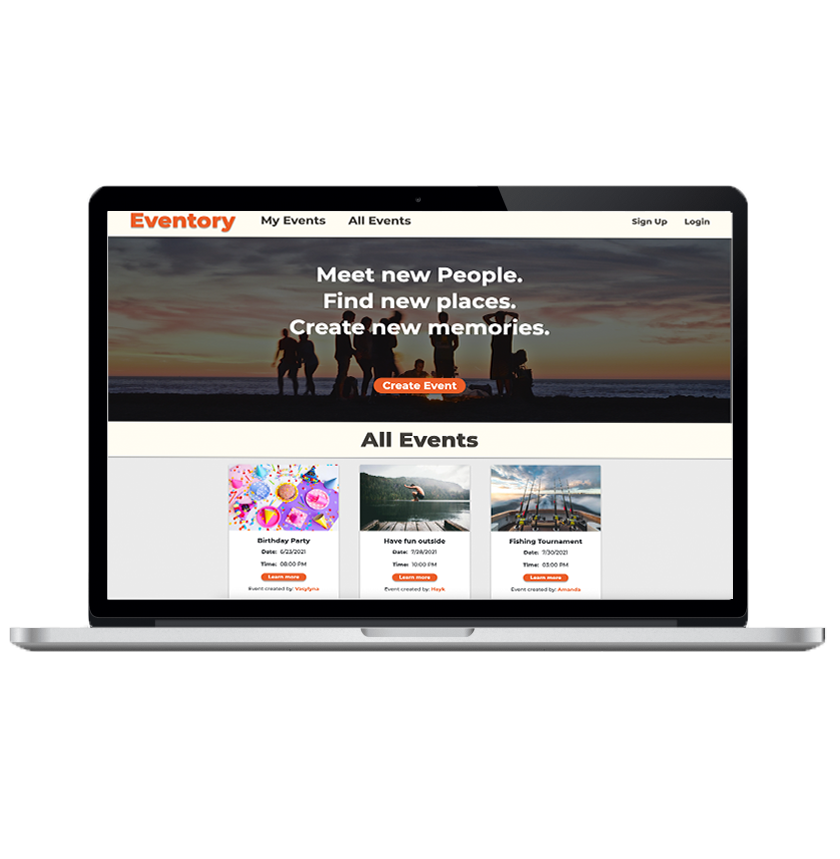 Eventory
My Events
All Events
Sign Up
Login
Meet new People.
Find new places.
Create new memories.
Create Event
All Events
Birthday Party
Date: 6/23/2021
Time: 08:00 PM
Learn more
Event created by:
Have fun outside
Date: 7/28/2021
Time: 10:00 PM
Learn more
Event created by: Hayk
Fishing Tournament
Date: 7/30/2021
Time: 03:00 PM
Learn more
Event created by: Amanda